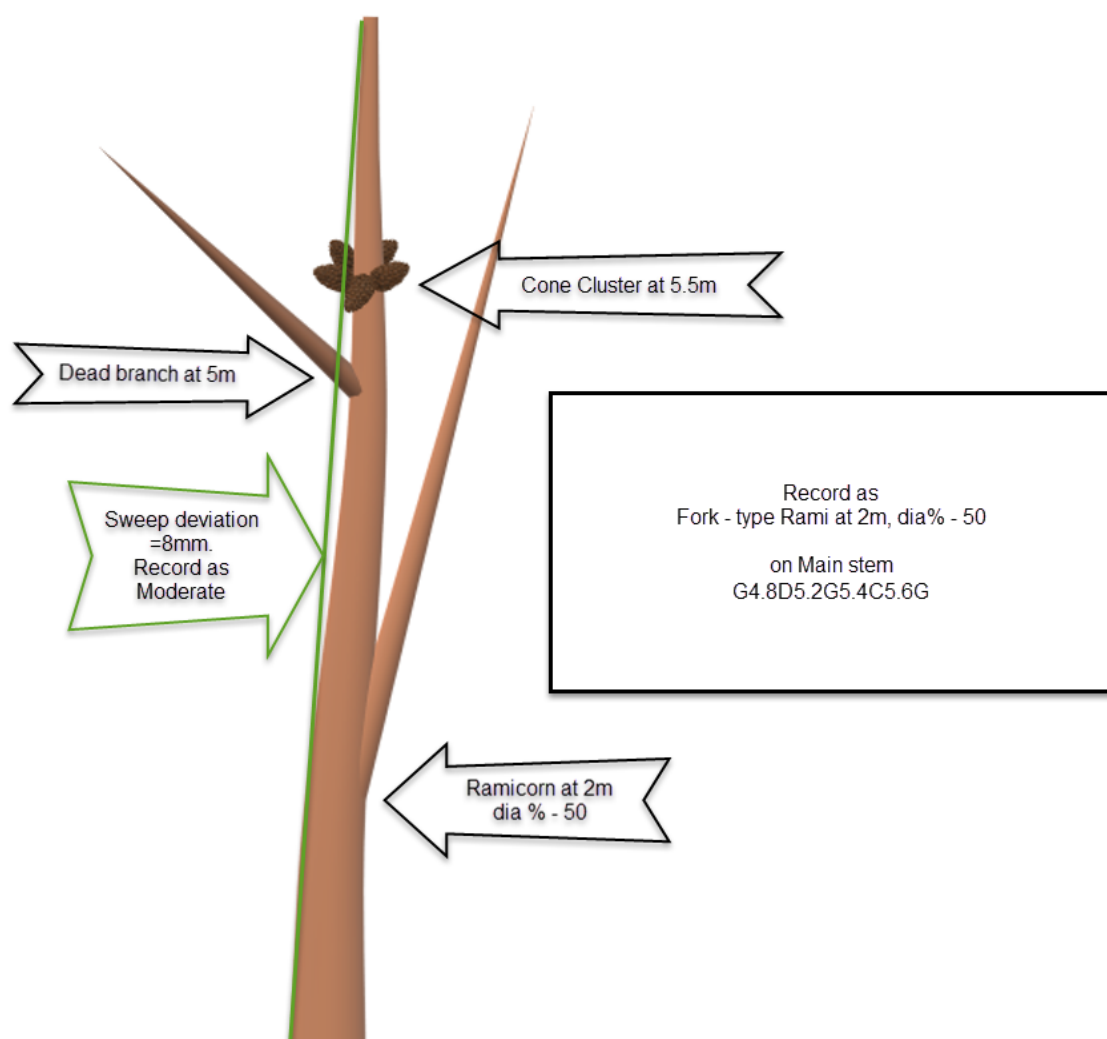 Cone Cluster at 5.5m
Dead branch at 5m
Sweep deviation
=8mm.
Record as
Moderate
Record as
Fork - type Rami at 2m, dia% - 50
on Main stem
G4.8D5.2G5.4C5.6G
Ramicorn at 2m
dia % - 50